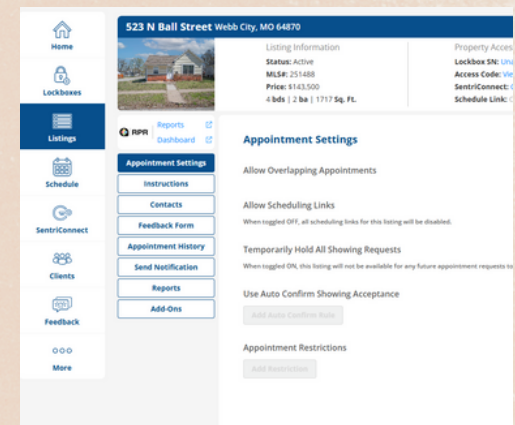 Home
Lockboxes
Listings
Schedule
SentriConnect
Clients
Feedback
More
523 N Ball Street Webb City, MO 64870
Listing Information
Status: Active
MLS#: 251488
Price: $143,500
4 bds | 2 ba | 1717 Sq. Ft.
Property Acces
Lockbox SN: Una
Access Code: Vie
SentriConnect:
Schedule Link:
RPR
Reports
Dashboard
Appointment Settings
Instructions
Contacts
Feedback Form
Appointment History
Send Notification
Reports
Add-Ons
Appointment Settings
Allow Overlapping Appointments
Allow Scheduling Links
When toggled OFF, all scheduling links for this listing will be disabled.
Temporarily Hold All Showing Requests
When toggled ON, this listing will not be available for any future appointment requests to
Use Auto Confirm Showing Acceptance
Add Auto Confirm Rule
Appointment Restrictions
Add Restriction